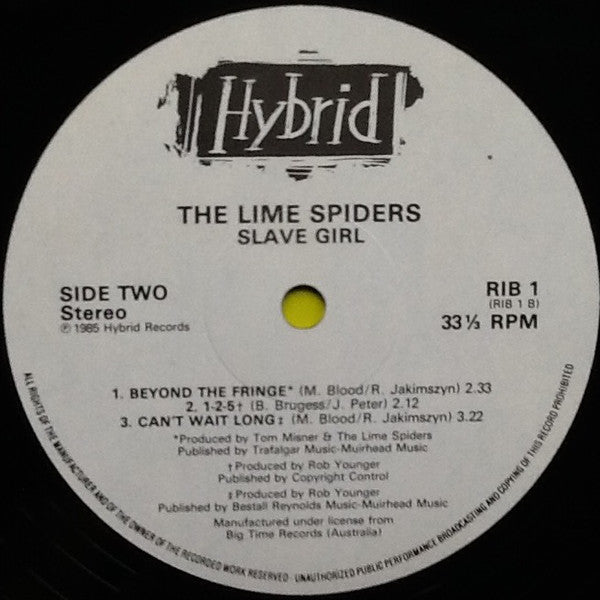 Hybrid
THE LIME SPIDERS
SLAVE GIRL
SIDE TWO
Stereo
℗ 1985 Hybrid Records
RIB 1
(RIB 1 B)
33⅓ RPM
1. BEYOND THE FRINGE* (M. Blood/R. Jakimszyn) 2.33
2. 1-2-5† (B. Brugess/J. Peter) 2.12
3. CAN'T WAIT LONG‡ (M. Blood/R. Jakimszyn) 3.22
*Produced by Tom Misner & The Lime Spiders
Published by Trafalgar Music-Muirhead Music
†Produced by Rob Younger
Published by Copyright Control
‡Produced by Rob Younger
Published by Bestall Reynolds Music-Muirhead Music
Manufactured under license from
Big Time Records (Australia)
ALL RIGHTS OF THE MANUFACTURER AND OF THE OWNER OF THE RECORDED WORK RESERVED · UNAUTHORIZED PUBLIC PERFORMANCE BROADCASTING AND COPYING OF THIS RECORD PROHIBITED